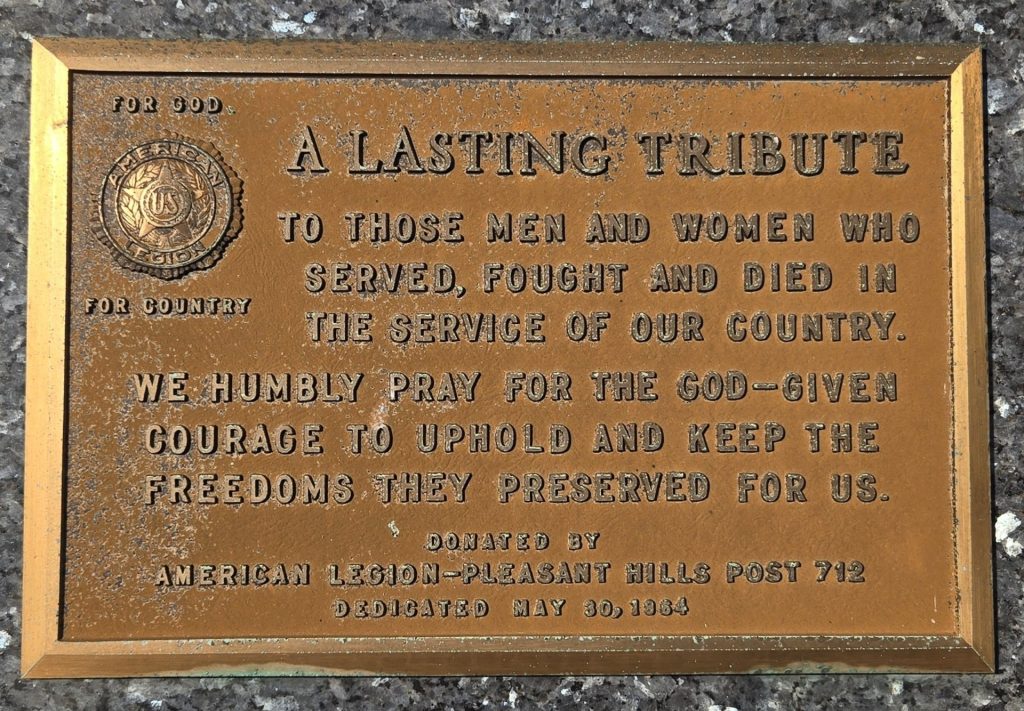 FOR GOD
AMERICAN
US
LEGION
FOR COUNTRY
A LASTING TRIBUTE
TO THOSE MEN AND WOMEN WHO
SERVED, FOUGHT AND DIED IN
THE SERVICE OF OUR COUNTRY.
WE HUMBLY PRAY FOR THE GOD-GIVEN
COURAGE TO UPHOLD AND KEEP THE
FREEDOMS THEY PRESERVED FOR US.
DONATED BY
AMERICAN LEGION-PLEASANT HILLS POST 712
DEDICATED MAY 30, 1964